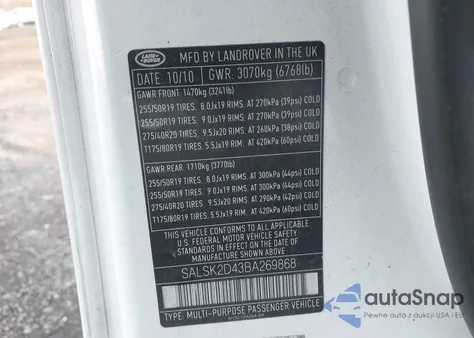 LAND ROVER
MFD BY LANDROVER IN THE UK
DATE: 10/10 GWR: 3070kg (6768lb)
GAWR FRONT: 1470kg (3241lb)
255/50R19 TIRES. 8.0Jx19 RIMS. AT 270kPa (39psi) COLD
255/50R19 TIRES. 9.0Jx19 RIMS. AT 270kPa (39psi) COLD
275/40R20 TIRES. 9.5Jx20 RIMS. AT 260kPa (38psi) COLD
T175/80R19 TIRES. 5.5Jx19 RIM. AT 420kPa (60psi) COLD
GAWR REAR: 1710kg (3770lb)
255/50R19 TIRES. 8.0Jx19 RIMS. AT 300kPa (44psi) COLD
255/50R19 TIRES. 9.0Jx19 RIMS. AT 300kPa (44psi) COLD
275/40R20 TIRES. 9.5Jx20 RIMS. AT 290kPa (42psi) COLD
T175/80R19 TIRES. 5.5Jx19 RIM. AT 420kPa (60psi) COLD
THIS VEHICLE CONFORMS TO ALL APPLICABLE
U.S. FEDERAL MOTOR VEHICLE SAFETY AND
THEFT PREVENTION STANDARDS IN EFFECT ON
THE DATE OF MANUFACTURE SHOWN ABOVE.
SALSK2D43BA269868
TYPE: MULTI-PURPOSE PASSENGER VEHICLE
autoSnap
Pewne auta z USA